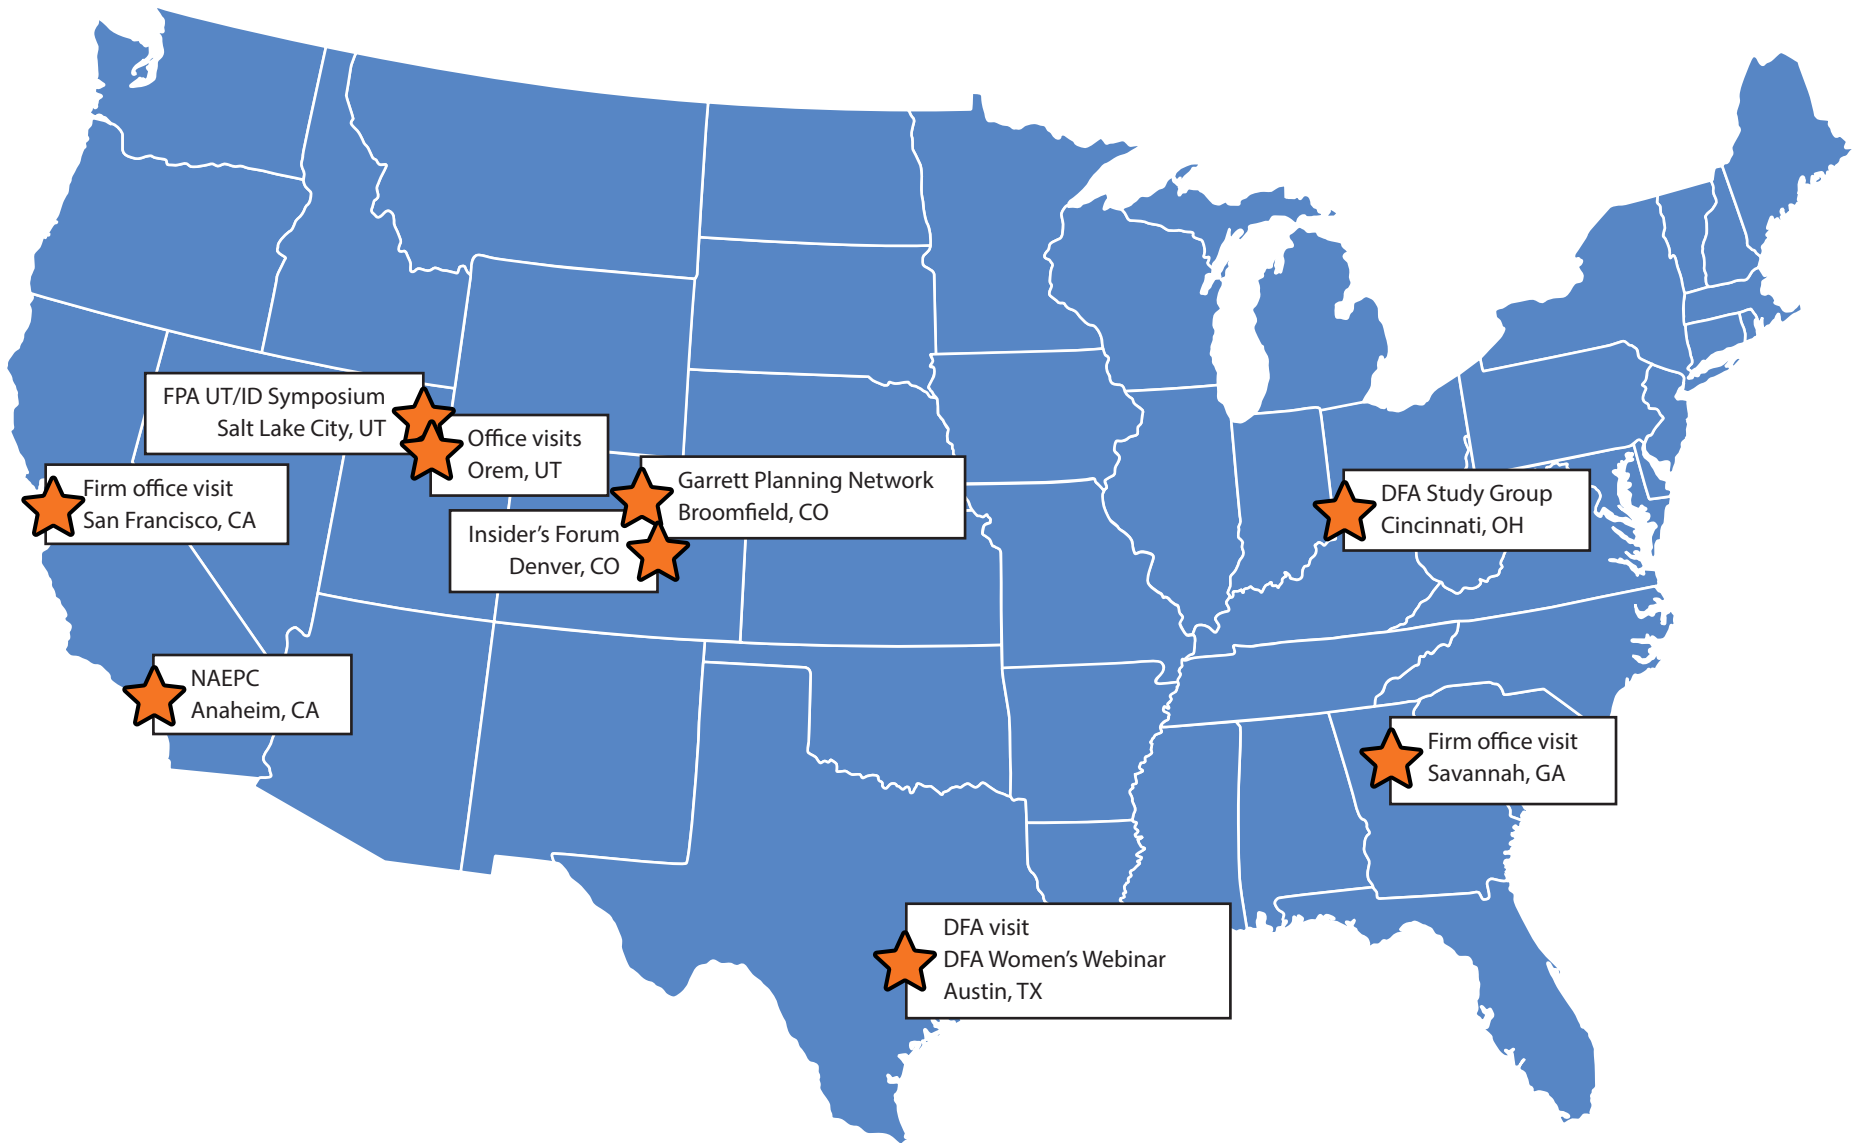 FPA UT/ID Symposium
Salt Lake City, UT
Office visits
Orem, UT
Garrett Planning Network
Broomfield, CO
Firm office visit
San Francisco, CA
Insider’s Forum
Denver, CO
DFA Study Group
Cincinnati, OH
NAEPC
Anaheim, CA
Firm office visit
Savannah, GA
DFA visit
DFA Women’s Webinar
Austin, TX